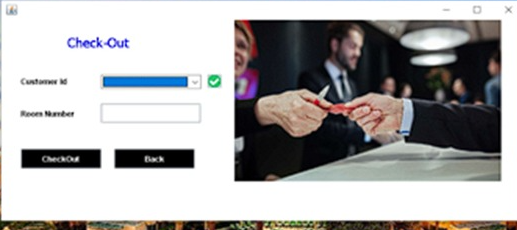 Check-Out
Customer Id
Room Number
CheckOut
Back